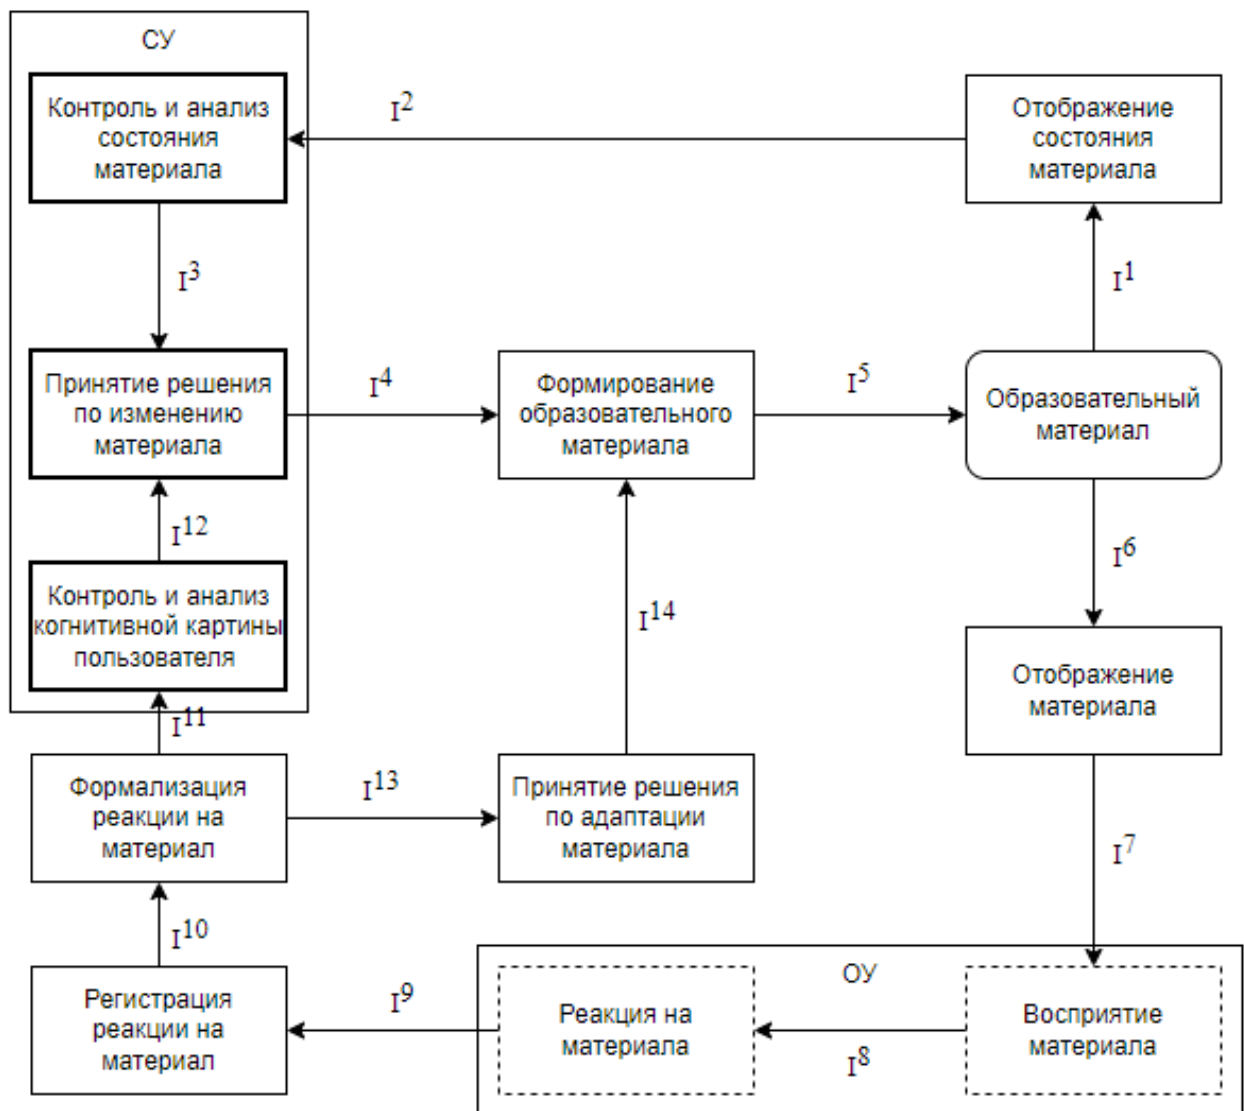 СУ
Контроль и анализ
состояния
материала
I2
Отображение
состояния
материала
I3
I1
Принятие решения
по изменению
материала
I4
Формирование
образовательного
материала
I5
Образовательный
материал
I12
I6
Контроль и анализ
когнитивной картины
пользователя
I14
Отображение
материала
I11
Формализация
реакции на
материал
I13
Принятие решения
по адаптации
материала
I7
I10
ОУ
Регистрация
реакции на
материал
I9
Реакция на
материала
I8
Восприятие
материала